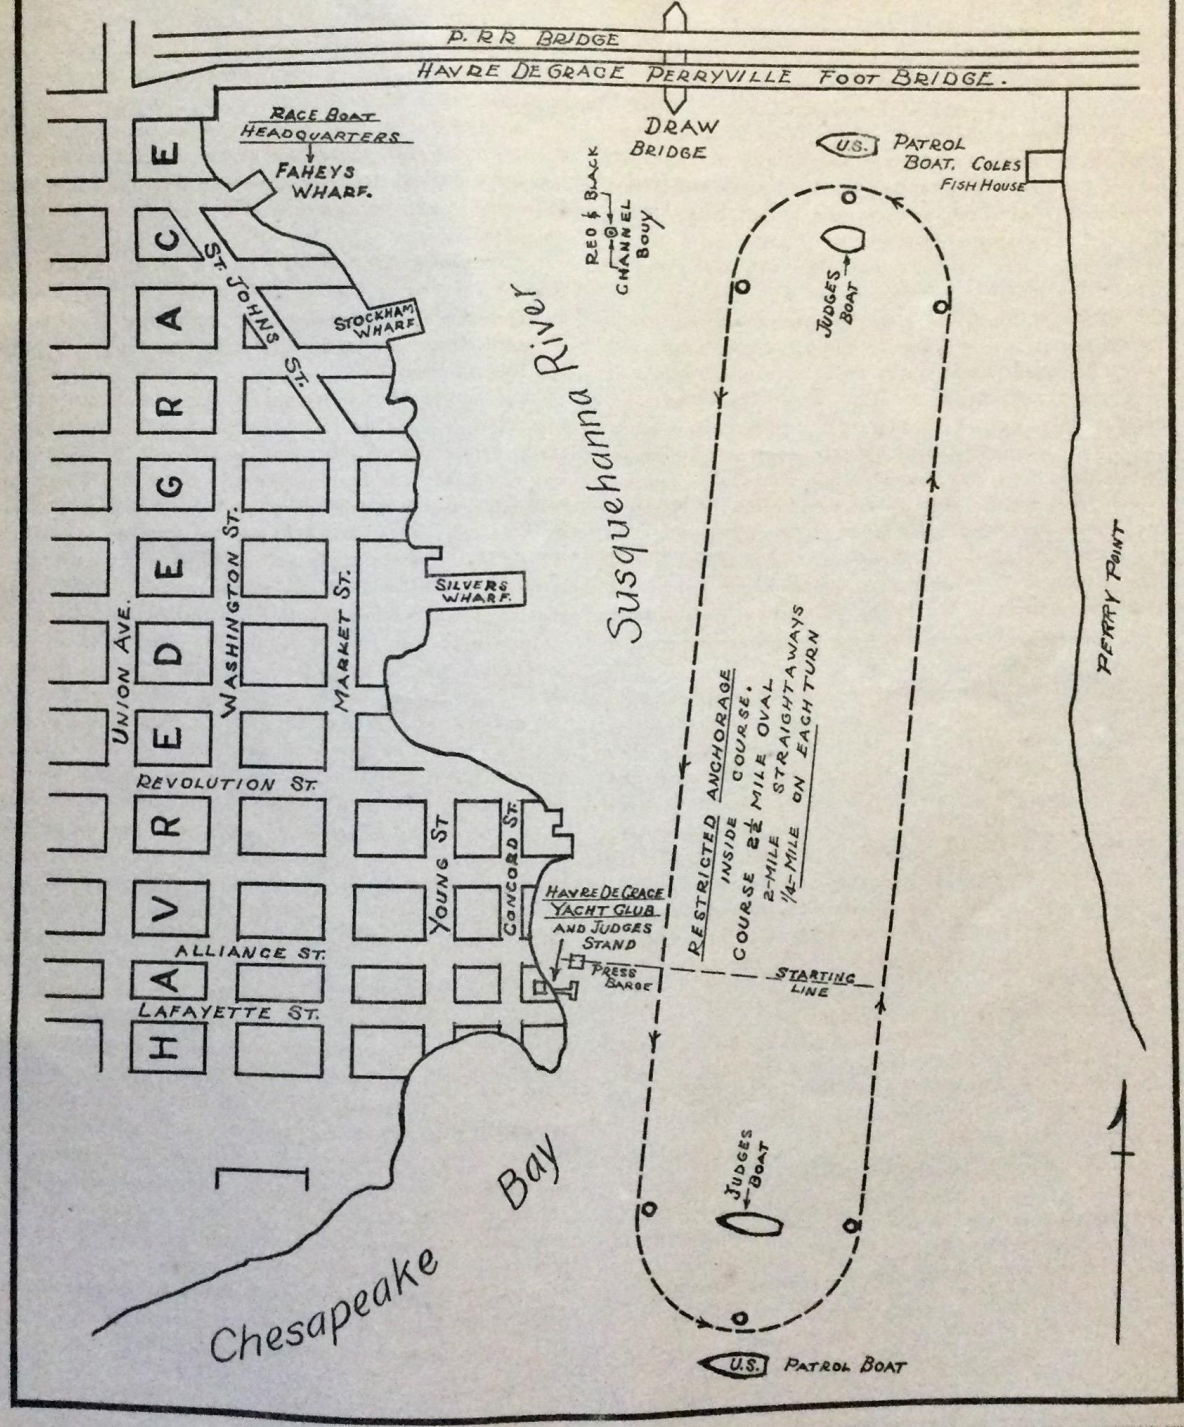 P. RR BRIDGE
HAVRE DE GRACE PERRYVILLE FOOT BRIDGE.
RACE BOAT
HEADQUARTERS
FAHEYS
WHARF.
DRAW
BRIDGE
U.S.
PATROL
BOAT.
COLES
FISH HOUSE
RED & BLACK
CHANNEL
BOUY
JUDGES
BOAT
ST. JOHNS ST.
STOCKHAM
WHARF
Susquehanna River
SILVERS
WHARF.
UNION AVE.
WASHINGTON ST.
MARKET ST.
HAVRE DE GRACE
PERRY POINT
RESTRICTED ANCHORAGE
INSIDE COURSE.
COURSE 2½ MILE OVAL
2-MILE STRAIGHTAWAYS
1/4-MILE ON EACH TURN
REVOLUTION ST.
YOUNG ST
CONCORD ST.
HAVRE DE GRACE
YACHT CLUB
AND JUDGES
STAND
PRESS
BARGE
STARTING
LINE
ALLIANCE ST.
LAFAYETTE ST.
JUDGES
BOAT
Chesapeake Bay
U.S.
PATROL BOAT